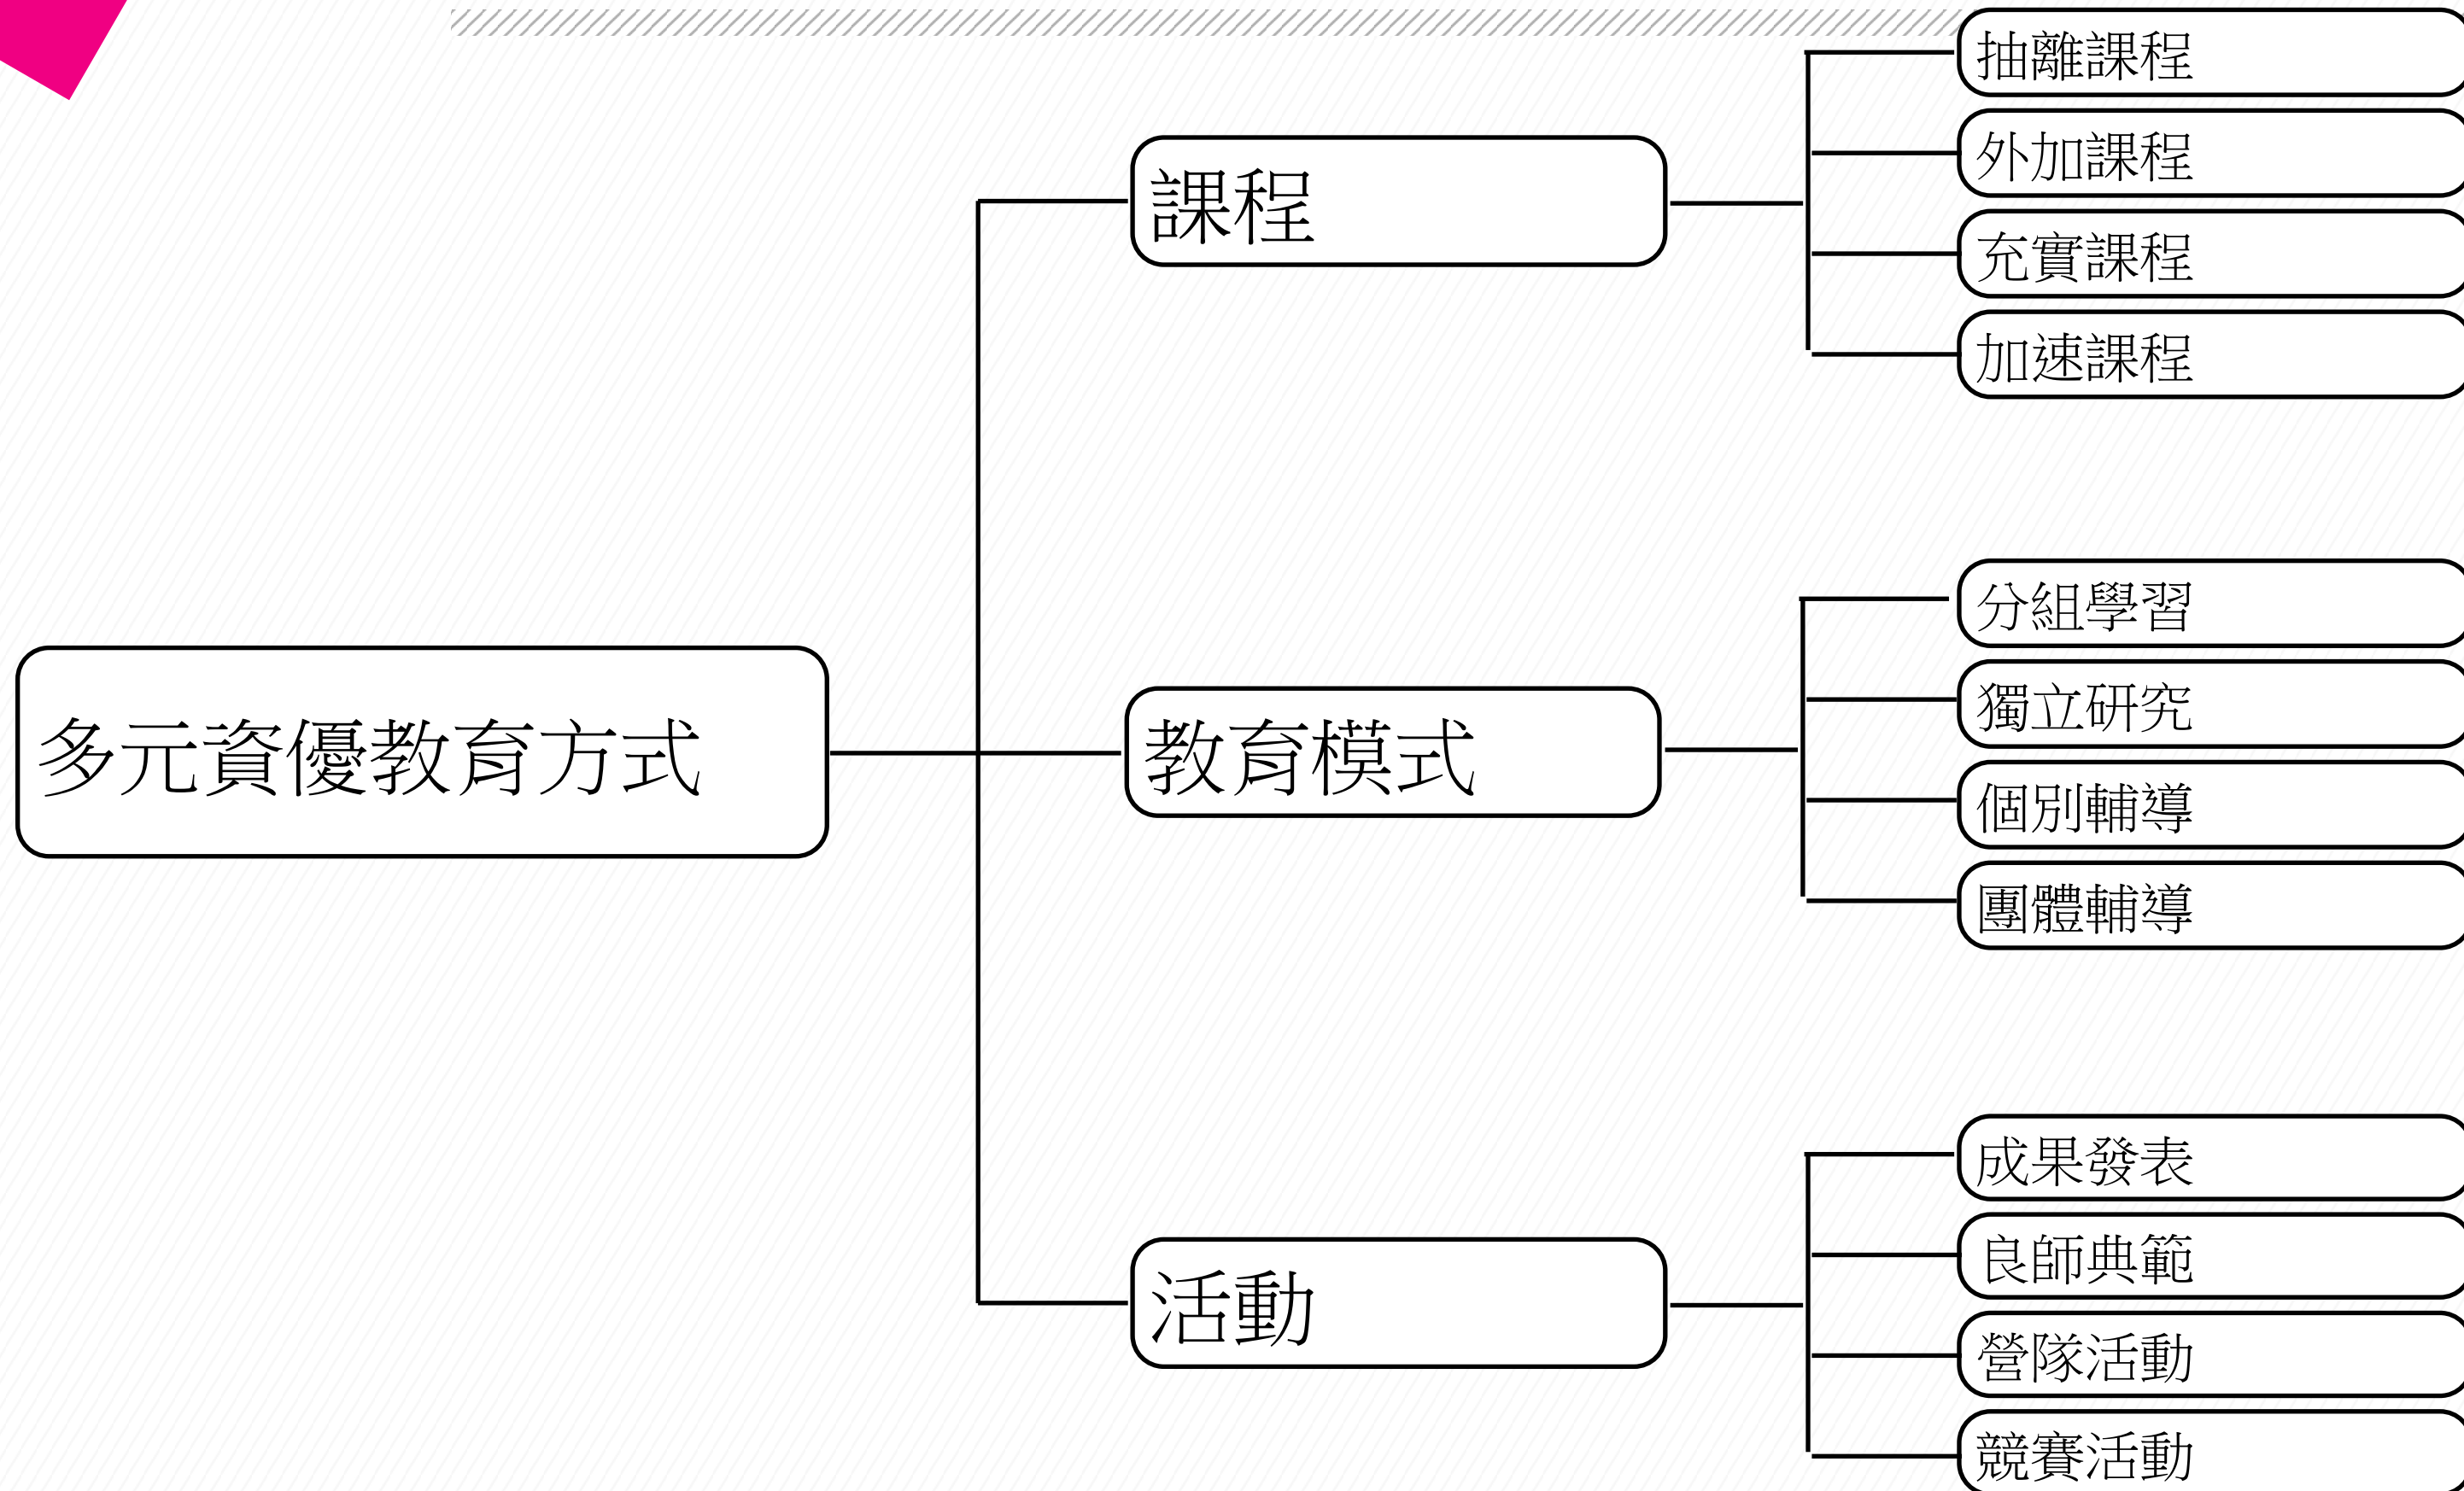 多元資優教育方式
課程
抽離課程
外加課程
充實課程
加速課程
教育模式
分組學習
獨立研究
個別輔導
團體輔導
活動
成果發表
良師典範
營隊活動
競賽活動